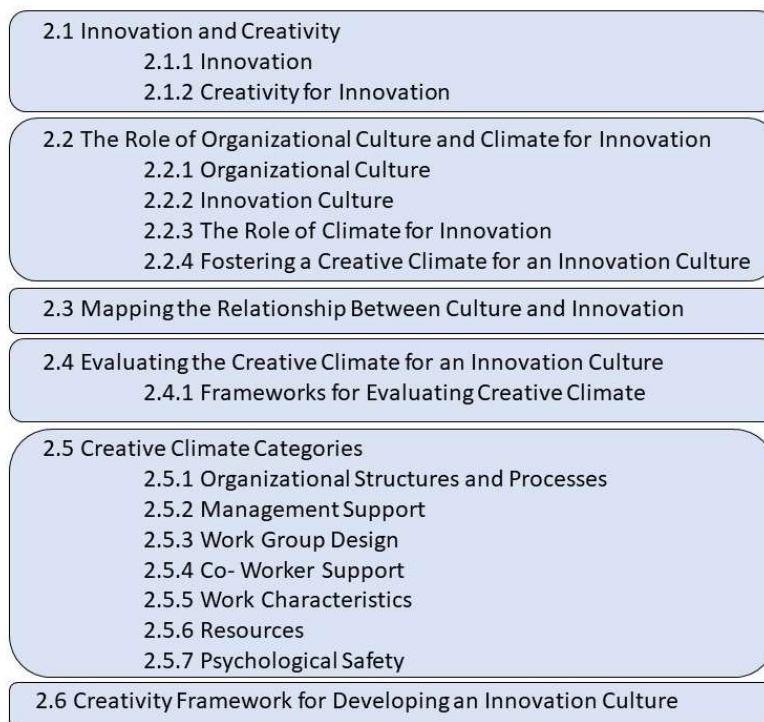 2.1 Innovation and Creativity
2.1.1 Innovation
2.1.2 Creativity for Innovation
2.2 The Role of Organizational Culture and Climate for Innovation
2.2.1 Organizational Culture
2.2.2 Innovation Culture
2.2.3 The Role of Climate for Innovation
2.2.4 Fostering a Creative Climate for an Innovation Culture
2.3 Mapping the Relationship Between Culture and Innovation
2.4 Evaluating the Creative Climate for an Innovation Culture
2.4.1 Frameworks for Evaluating Creative Climate
2.5 Creative Climate Categories
2.5.1 Organizational Structures and Processes
2.5.2 Management Support
2.5.3 Work Group Design
2.5.4 Co- Worker Support
2.5.5 Work Characteristics
2.5.6 Resources
2.5.7 Psychological Safety
2.6 Creativity Framework for Developing an Innovation Culture